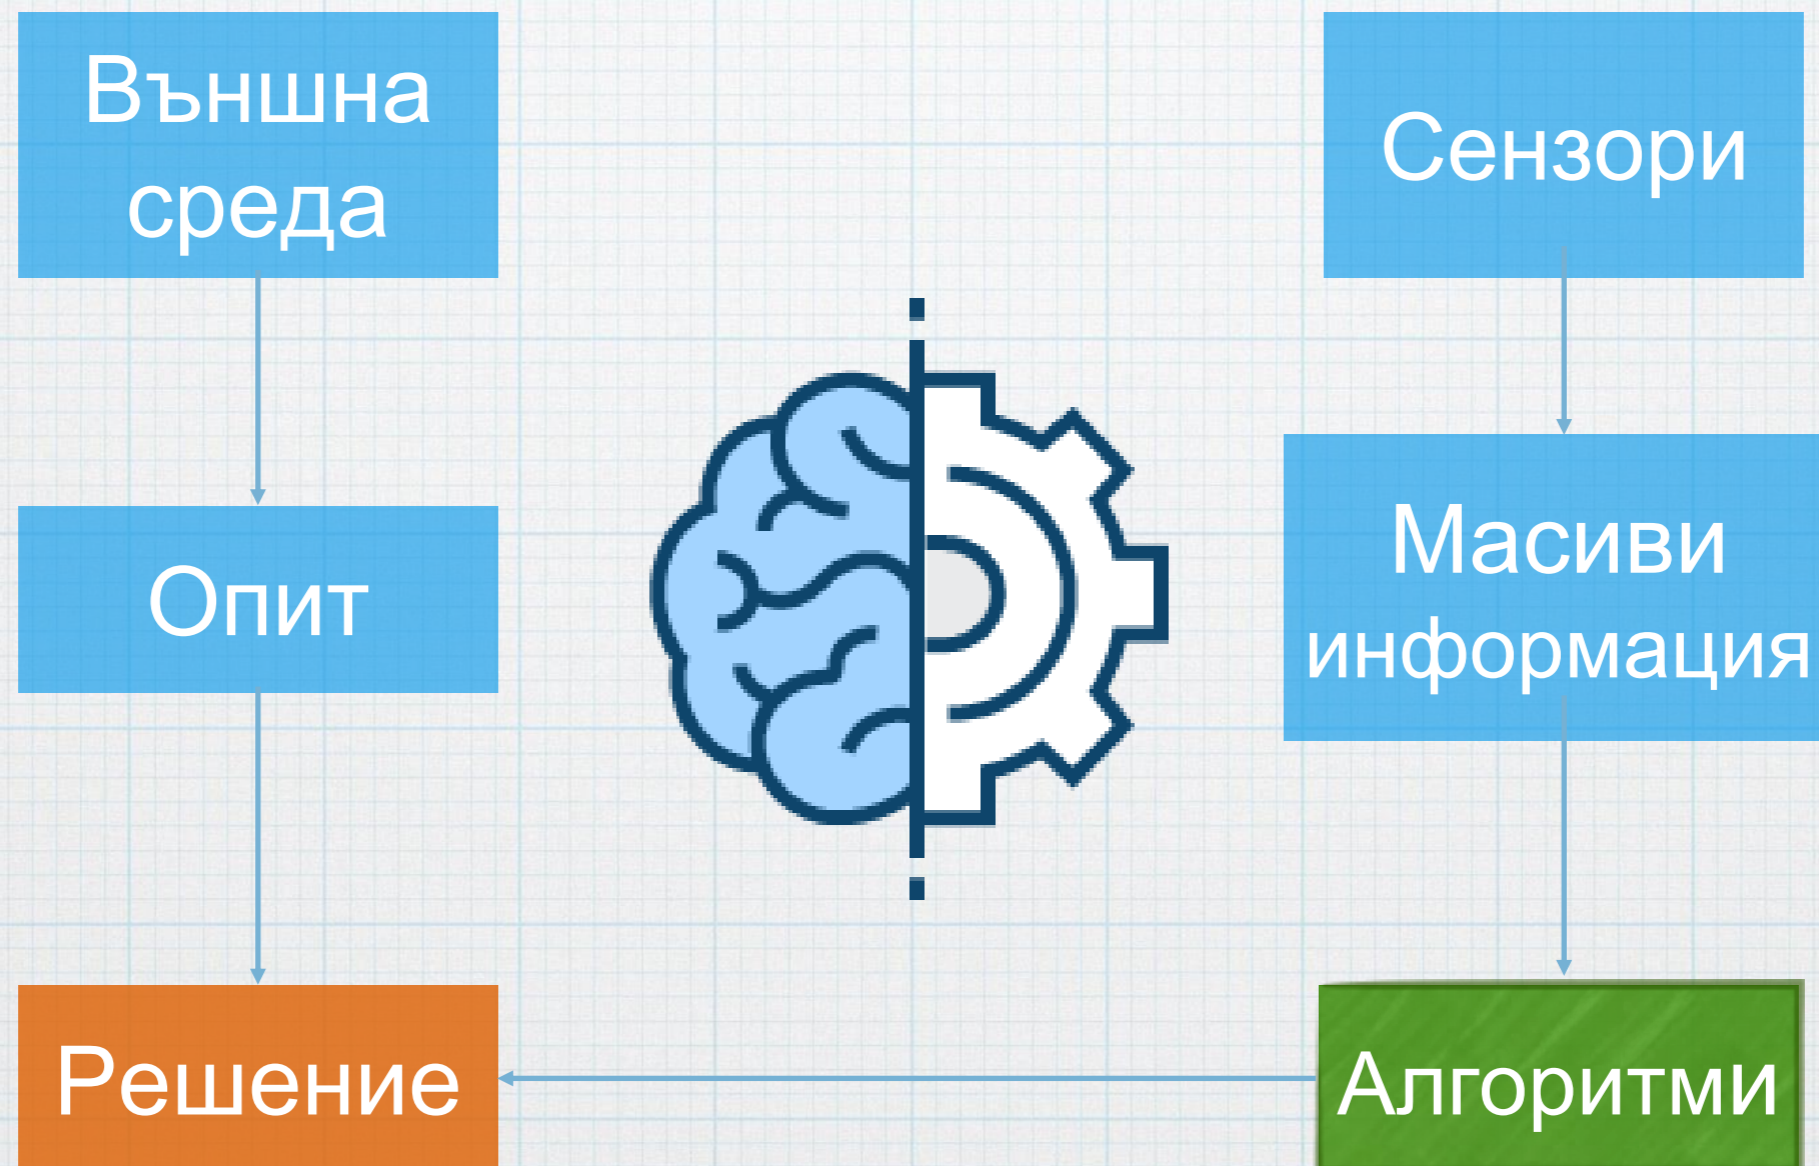 Външна
среда
Сензори
Опит
Масиви
информация
Решение
Алгоритми